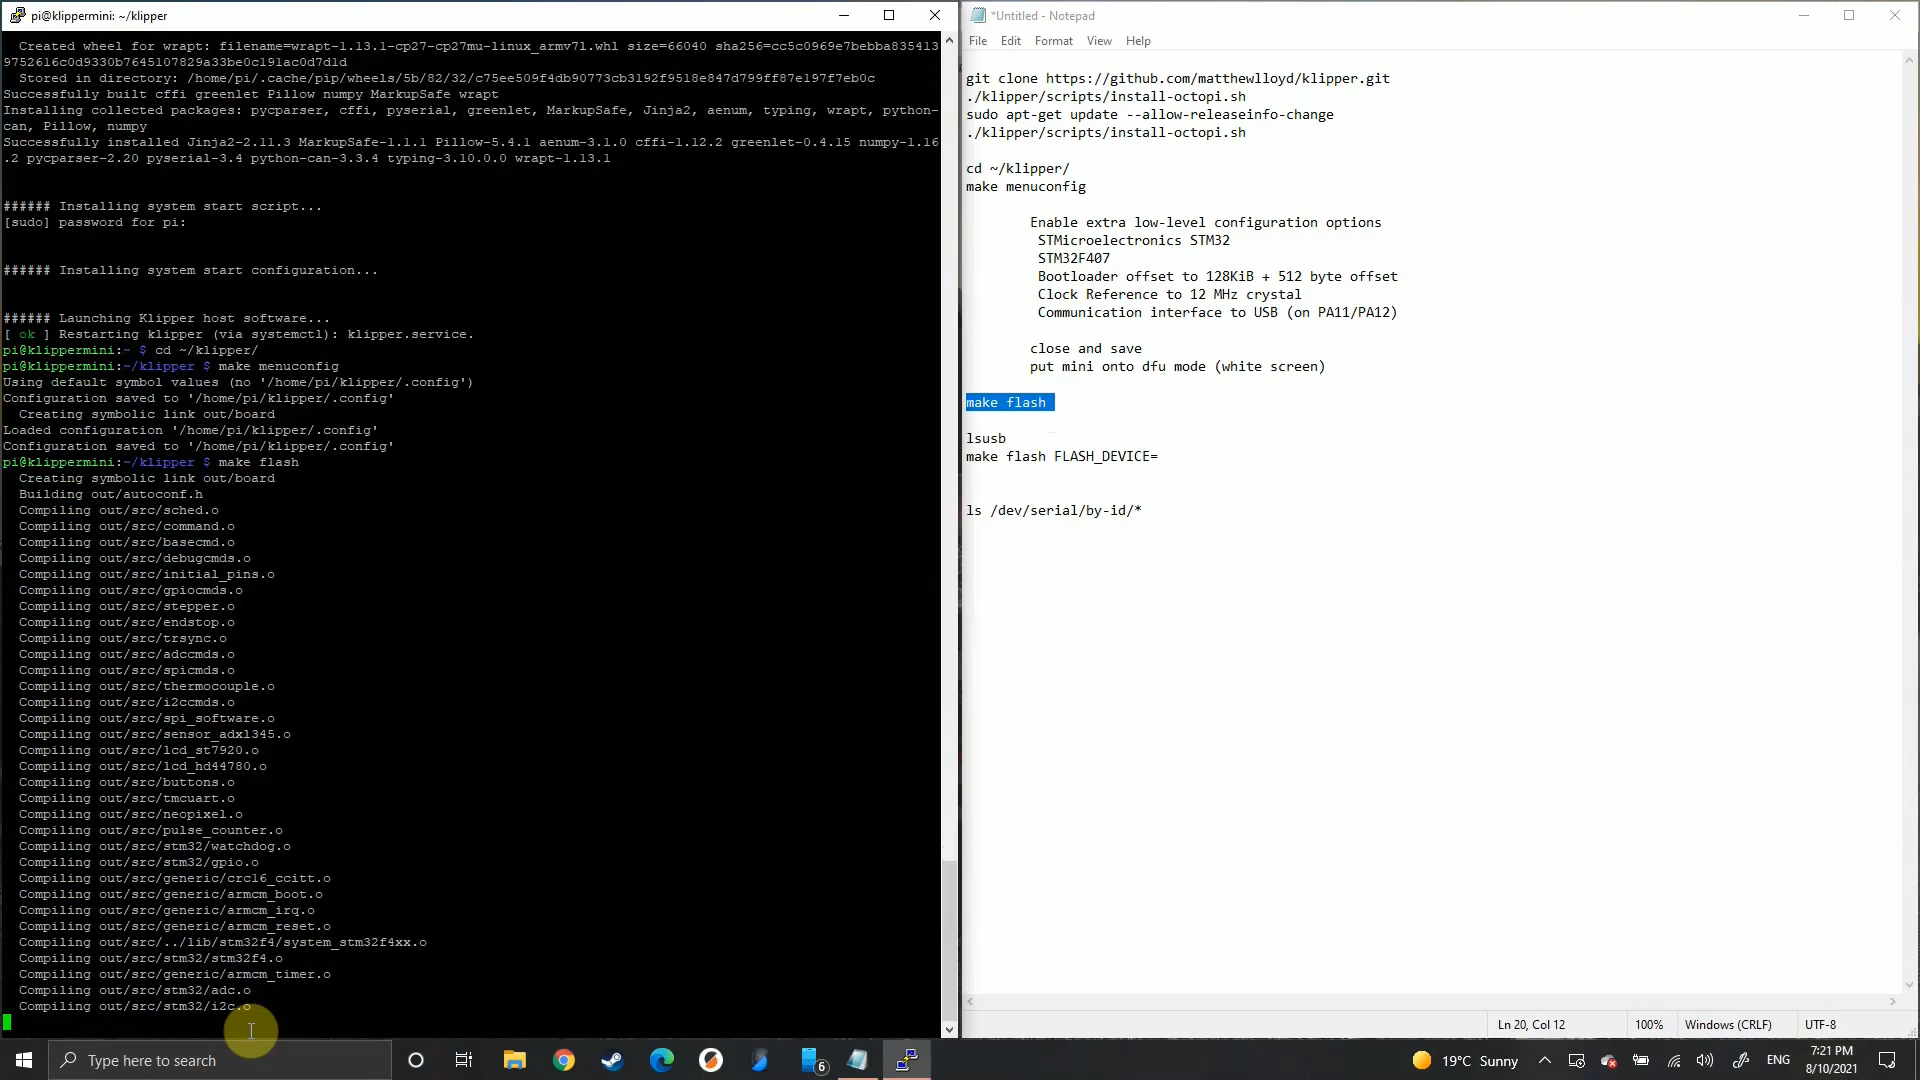 pi@klippermini: ~/klipper
Created wheel for wrapt: filename=wrapt-1.13.1-cp27-cp27mu-linux_armv7l.whl size=66040 sha256=cc5c0969e7bebba835413
9752616c0d9330b7645107829a33be0c191ac0d7d1d
Stored in directory: /home/pi/.cache/pip/wheels/5b/82/32/c75ee509f4db90773cb3192f9518e847d799ff87e197f7eb0c
Successfully built cffi greenlet Pillow numpy MarkupSafe wrapt
Installing collected packages: pycparser, cffi, pyserial, greenlet, MarkupSafe, Jinja2, aenum, typing, wrapt, python-
can, Pillow, numpy
Successfully installed Jinja2-2.11.3 MarkupSafe-1.1.1 Pillow-5.4.1 aenum-3.1.0 cffi-1.12.2 greenlet-0.4.15 numpy-1.16
.2 pycparser-2.20 pyserial-3.4 python-can-3.3.4 typing-3.10.0.0 wrapt-1.13.1
###### Installing system start script...
[sudo] password for pi:
###### Installing system start configuration...
###### Launching Klipper host software...
[ ok ] Restarting klipper (via systemctl): klipper.service.
pi@klippermini:~ $ cd ~/klipper/
pi@klippermini:~/klipper $ make menuconfig
Using default symbol values (no '/home/pi/klipper/.config')
Configuration saved to '/home/pi/klipper/.config'
Creating symbolic link out/board
Loaded configuration '/home/pi/klipper/.config'
Configuration saved to '/home/pi/klipper/.config'
pi@klippermini:~/klipper $ make flash
Creating symbolic link out/board
Building out/autoconf.h
Compiling out/src/sched.o
Compiling out/src/command.o
Compiling out/src/basecmd.o
Compiling out/src/debugcmds.o
Compiling out/src/initial_pins.o
Compiling out/src/gpiocmds.o
Compiling out/src/stepper.o
Compiling out/src/endstop.o
Compiling out/src/trsync.o
Compiling out/src/adccmds.o
Compiling out/src/spicmds.o
Compiling out/src/thermocouple.o
Compiling out/src/i2ccmds.o
Compiling out/src/spi_software.o
Compiling out/src/sensor_adxl345.o
Compiling out/src/lcd_st7920.o
Compiling out/src/lcd_hd44780.o
Compiling out/src/buttons.o
Compiling out/src/tmcuart.o
Compiling out/src/neopixel.o
Compiling out/src/pulse_counter.o
Compiling out/src/stm32/watchdog.o
Compiling out/src/stm32/gpio.o
Compiling out/src/generic/crc16_ccitt.o
Compiling out/src/generic/armcm_boot.o
Compiling out/src/generic/armcm_irq.o
Compiling out/src/generic/armcm_reset.o
Compiling out/src/../lib/stm32f4/system_stm32f4xx.o
Compiling out/src/stm32/stm32f4.o
Compiling out/src/generic/armcm_timer.o
Compiling out/src/stm32/adc.o
Compiling out/src/stm32/i2c.o
*Untitled - Notepad
File Edit Format View Help
git clone https://github.com/matthewlloyd/klipper.git
./klipper/scripts/install-octopi.sh
sudo apt-get update --allow-releaseinfo-change
./klipper/scripts/install-octopi.sh
cd ~/klipper/
make menuconfig
Enable extra low-level configuration options
STMicroelectronics STM32
STM32F407
Bootloader offset to 128KiB + 512 byte offset
Clock Reference to 12 MHz crystal
Communication interface to USB (on PA11/PA12)
close and save
put mini onto dfu mode (white screen)
make flash
lsusb
make flash FLASH_DEVICE=
ls /dev/serial/by-id/*
Ln 20, Col 12 100% Windows (CRLF) UTF-8
Type here to search
6
19°C Sunny
ENG
7:21 PM
8/10/2021